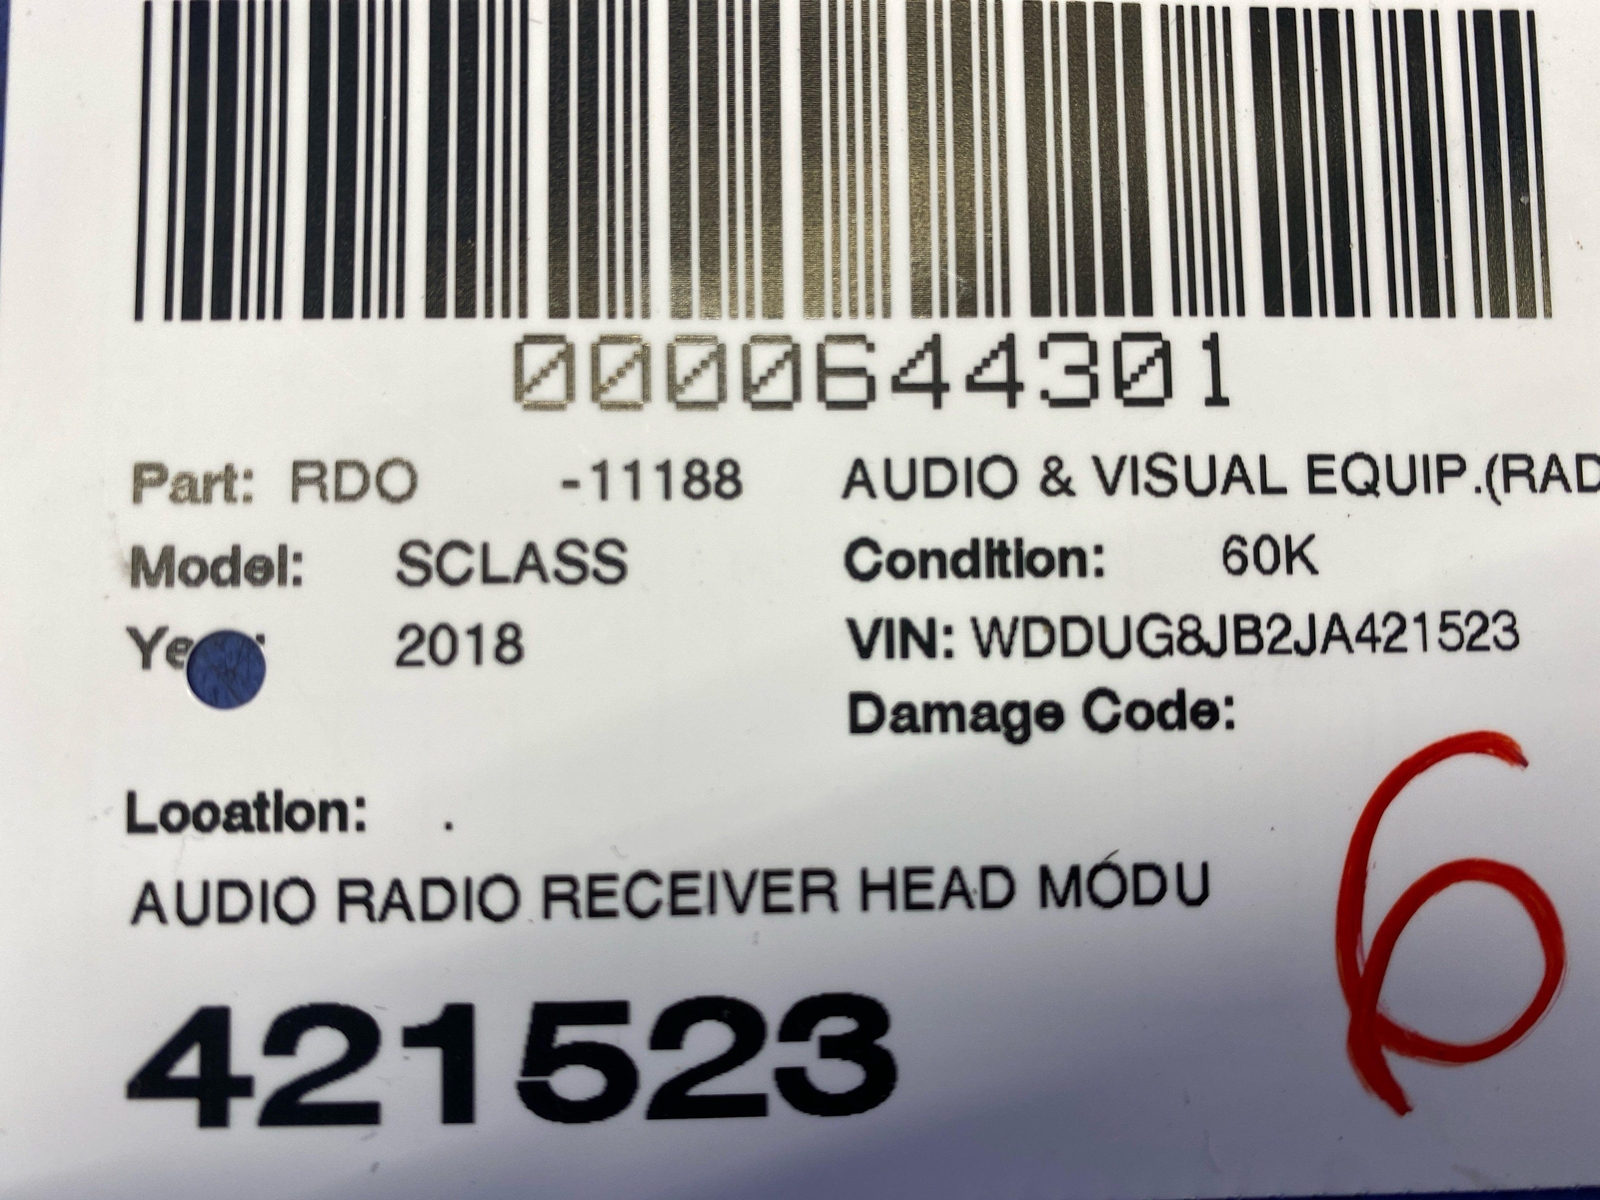 0000644301
Part: RDO -11188 AUDIO & VISUAL EQUIP.(RAD
Model: SCLASS Condition: 60K
2018 VIN: WDDUG8JB2JA421523
Damage Code:
Location: .
AUDIO RADIO RECEIVER HEAD MODU
421523
6